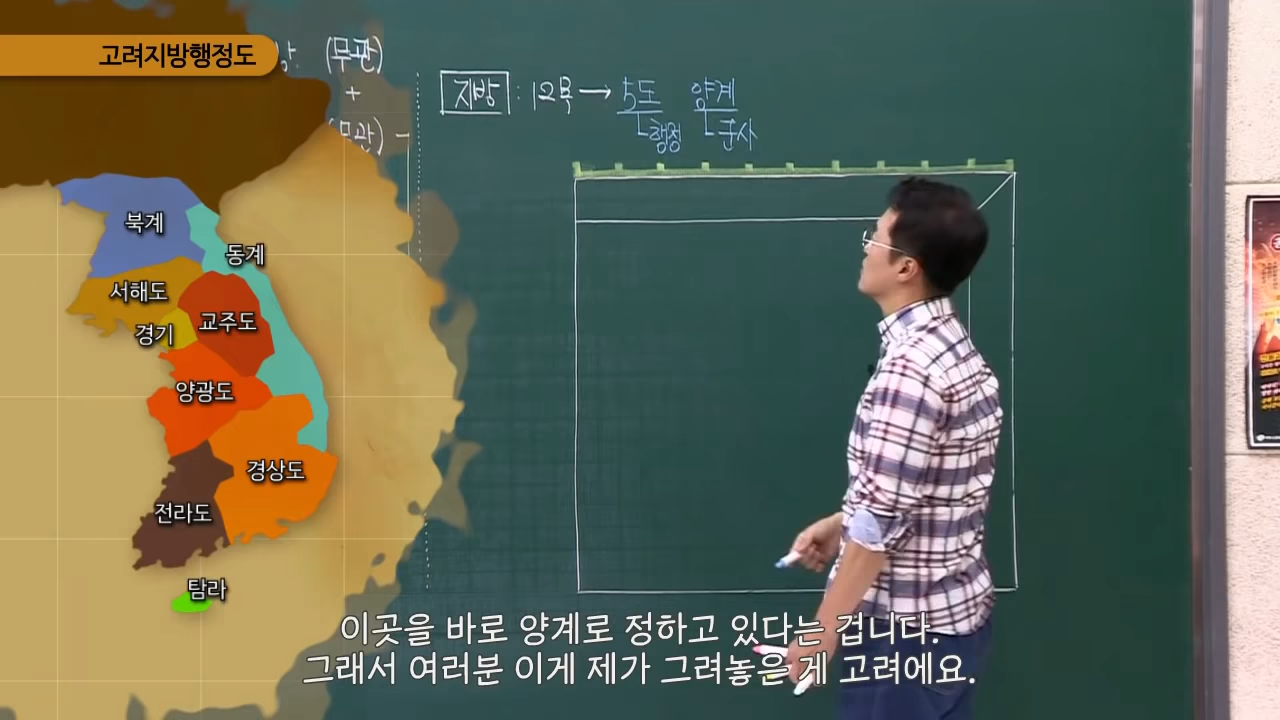 고려지방행정도
(무관)
+
(무관) -
지방 : 12목 → 5도 양계
행정 군사
북계
동계
서해도
경기
교주도
양광도
경상도
전라도
탐라
이곳을 바로 양계로 정하고 있다는 겁니다.
그래서 여러분 이게 제가 그려놓은 게 고려에요.